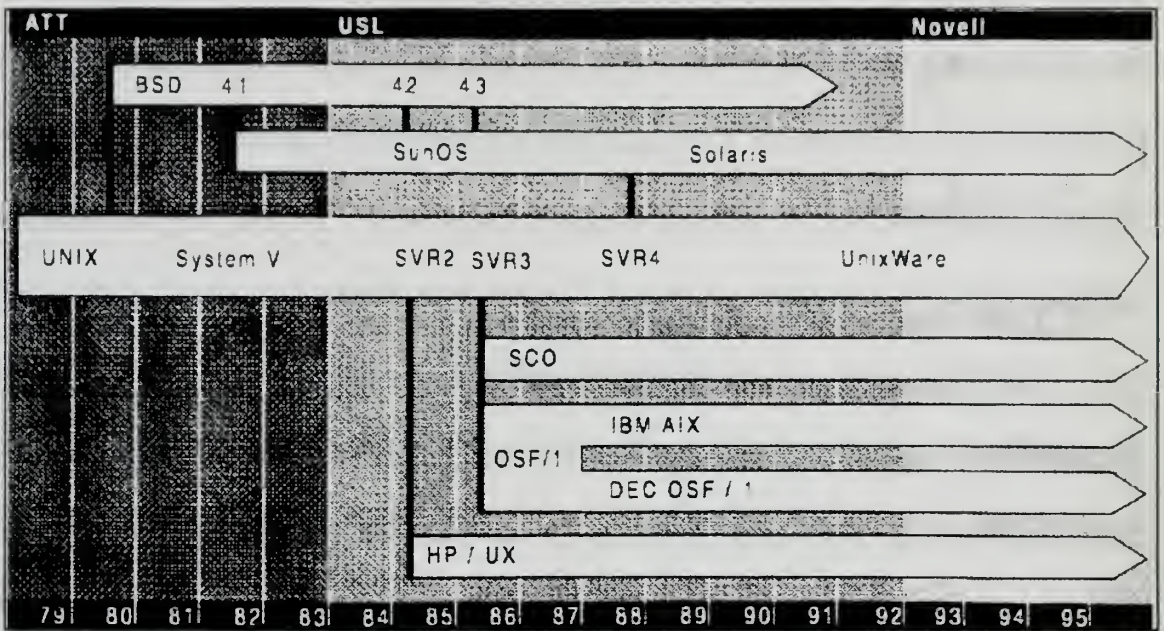 ATT USL Novell
BSD 41 42 43
SunOS Solaris
UNIX System V SVR2 SVR3 SVR4 UnixWare
SCO
IBM AIX
OSF/1
DEC OSF / 1
HP / UX
79 80 81 82 83 84 85 86 87 88 89 90 91 92 93 94 95